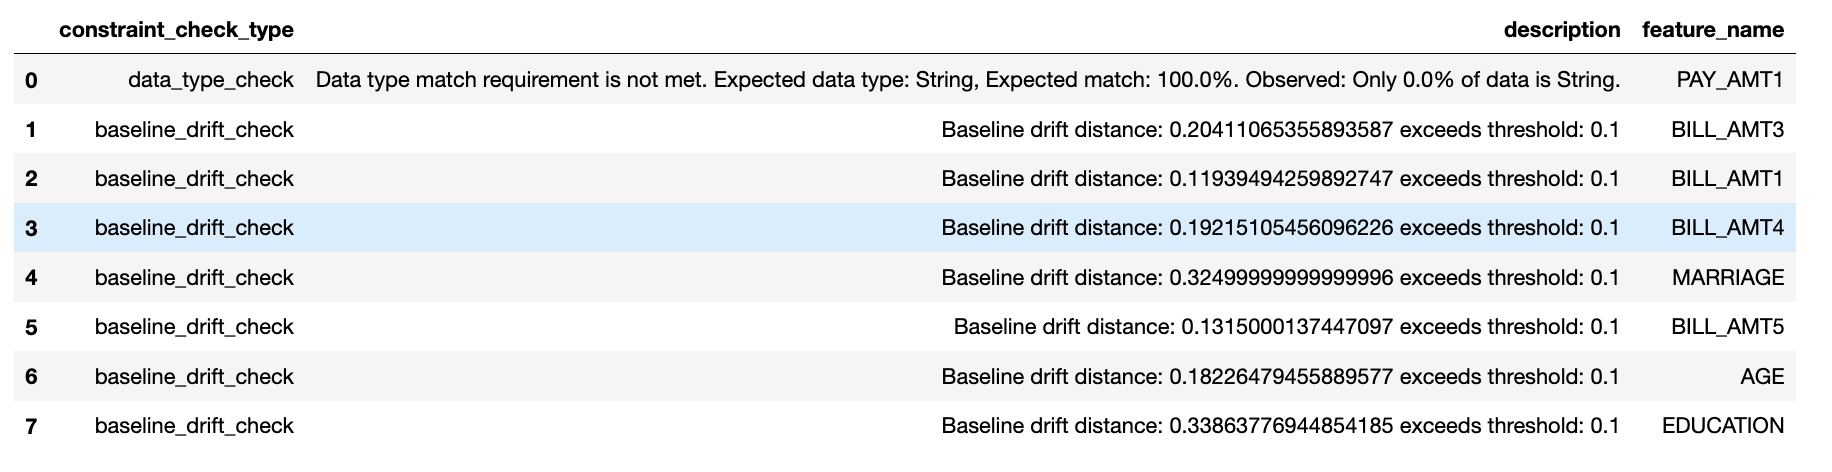 constraint_check_type description feature_name
0 data_type_check Data type match requirement is not met. Expected data type: String, Expected match: 100.0%. Observed: Only 0.0% of data is String. PAY_AMT1
1 baseline_drift_check Baseline drift distance: 0.20411065355893587 exceeds threshold: 0.1 BILL_AMT3
2 baseline_drift_check Baseline drift distance: 0.11939494259892747 exceeds threshold: 0.1 BILL_AMT1
3 baseline_drift_check Baseline drift distance: 0.19215105456096226 exceeds threshold: 0.1 BILL_AMT4
4 baseline_drift_check Baseline drift distance: 0.32499999999999996 exceeds threshold: 0.1 MARRIAGE
5 baseline_drift_check Baseline drift distance: 0.1315000137447097 exceeds threshold: 0.1 BILL_AMT5
6 baseline_drift_check Baseline drift distance: 0.18226479455889577 exceeds threshold: 0.1 AGE
7 baseline_drift_check Baseline drift distance: 0.33863776944854185 exceeds threshold: 0.1 EDUCATION